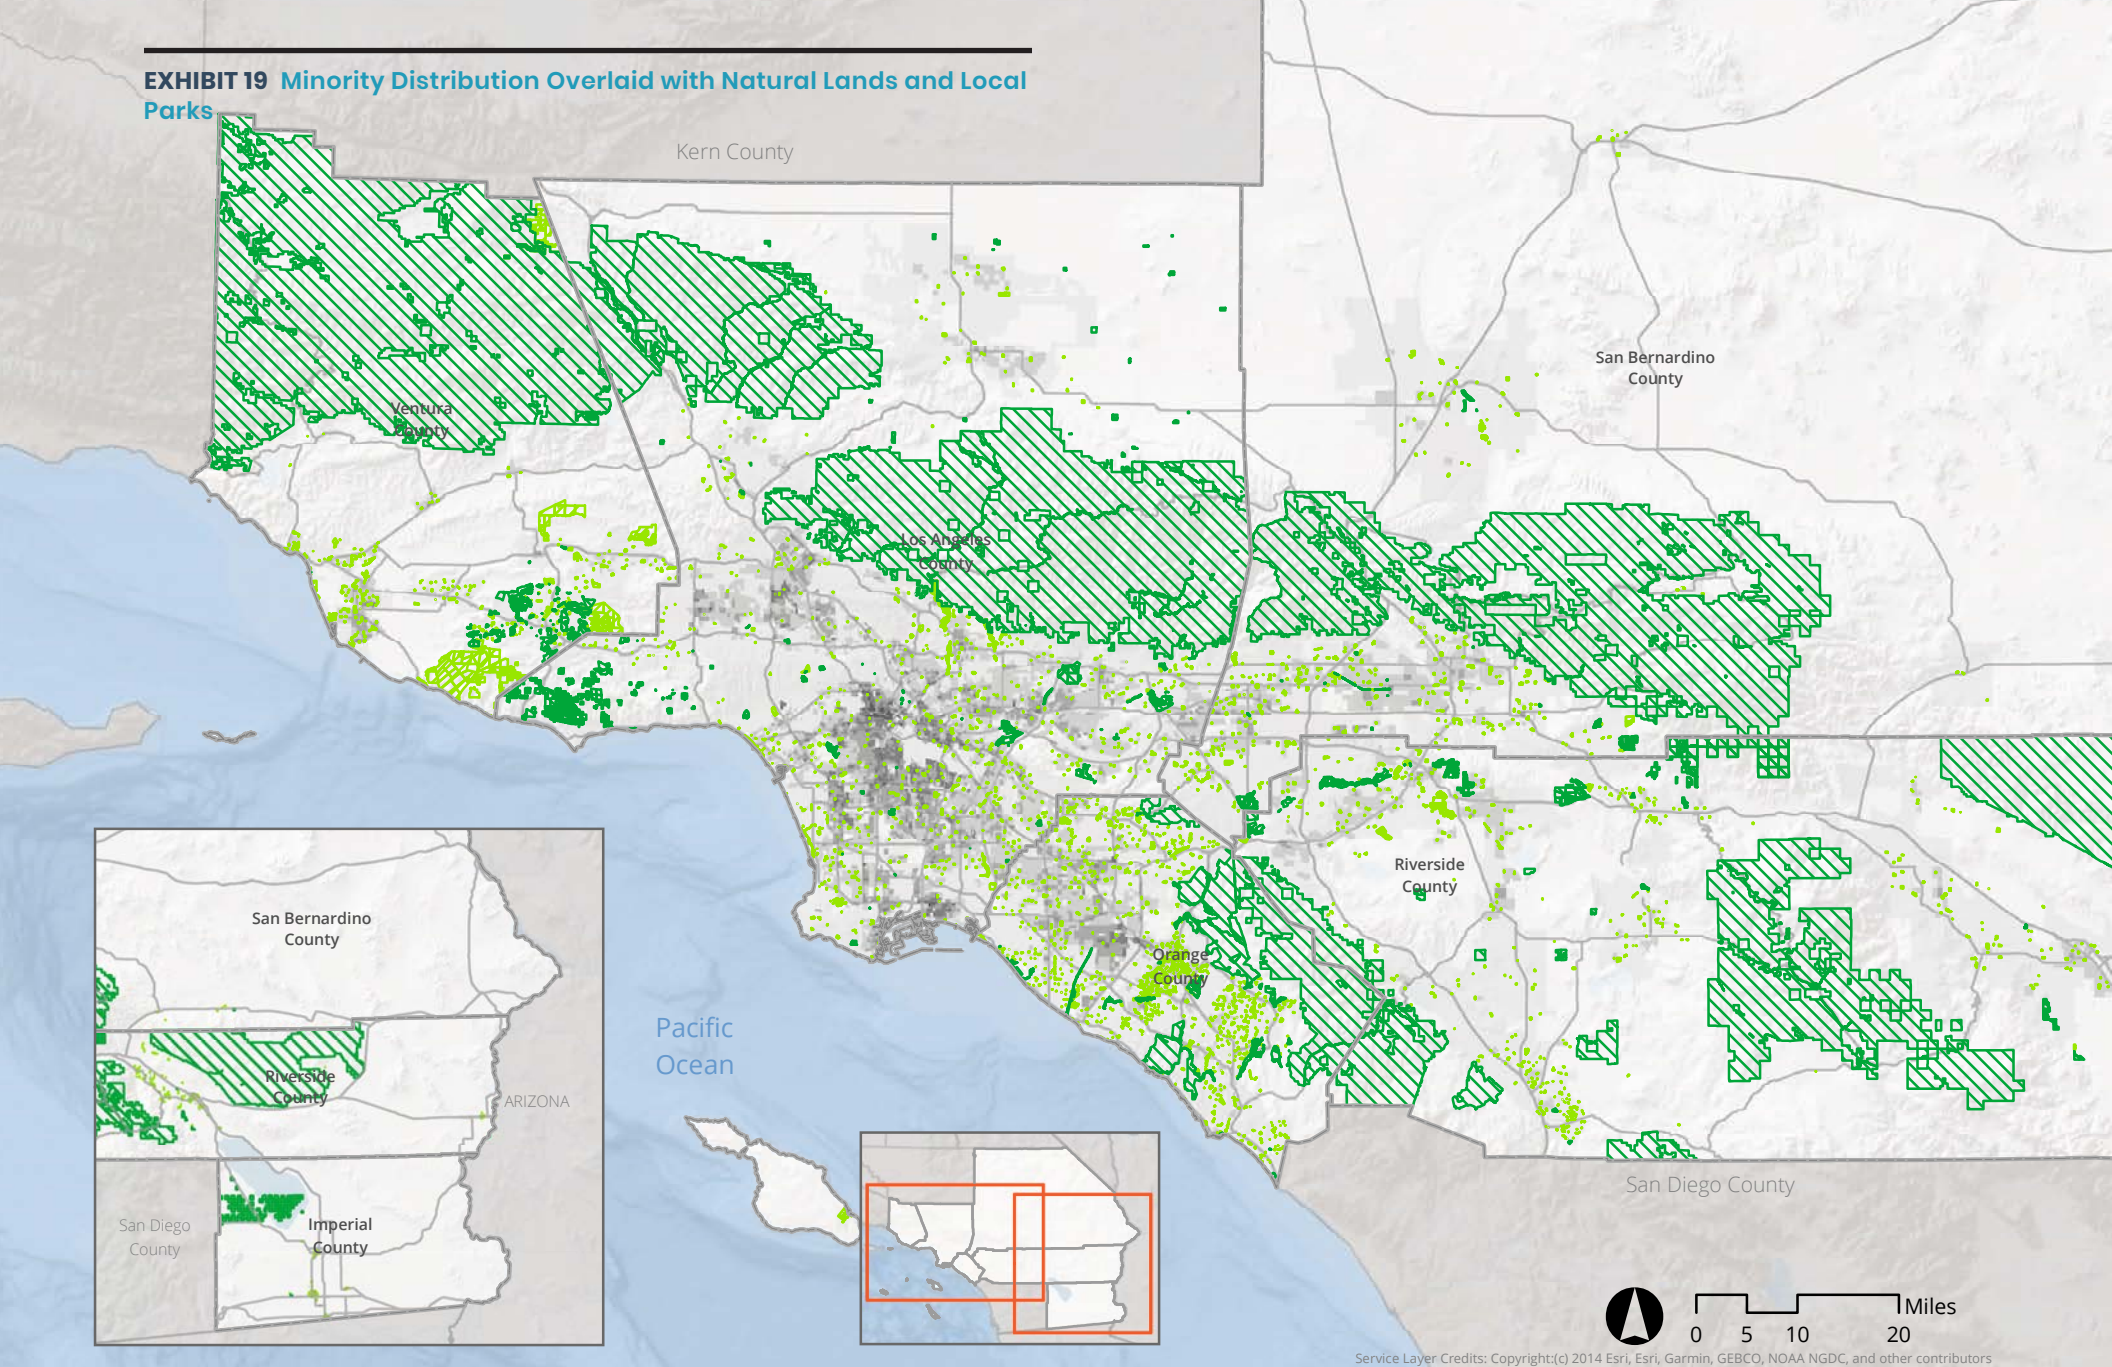 EXHIBIT 19 Minority Distribution Overlaid with Natural Lands and Local
Parks
Kern County
San Bernardino
County
Ventura
County
Los Angeles
County
Riverside
County
Orange
County
Pacific
Ocean
San Diego County
San Bernardino
County
Riverside
County
ARIZONA
San Diego
County
Imperial
County
Miles
0 5 10 20
Service Layer Credits: Copyright:(c) 2014 Esri, Esri, Garmin, GEBCO, NOAA NGDC, and other contributors